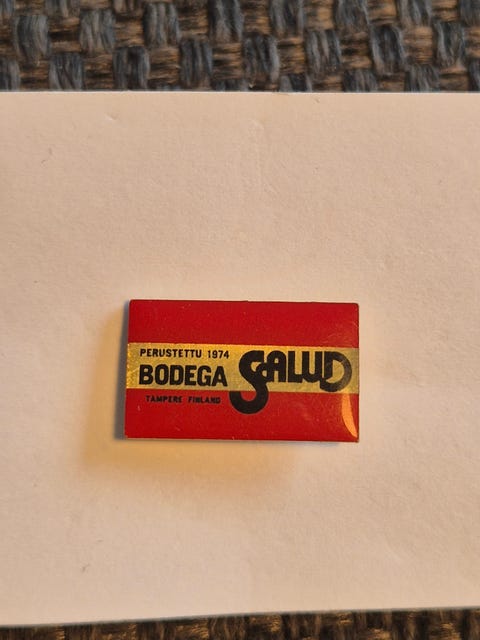 PERUSTETTU 1974
BODEGA SALUD
TAMPERE FINLAND